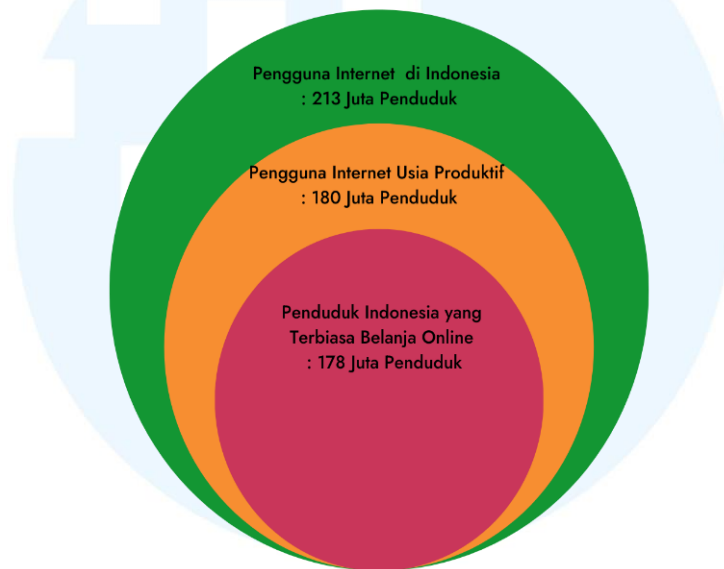 Pengguna Internet di Indonesia
: 213 Juta Penduduk
Pengguna Internet Usia Produktif
: 180 Juta Penduduk
Penduduk Indonesia yang
Terbiasa Belanja Online
: 178 Juta Penduduk